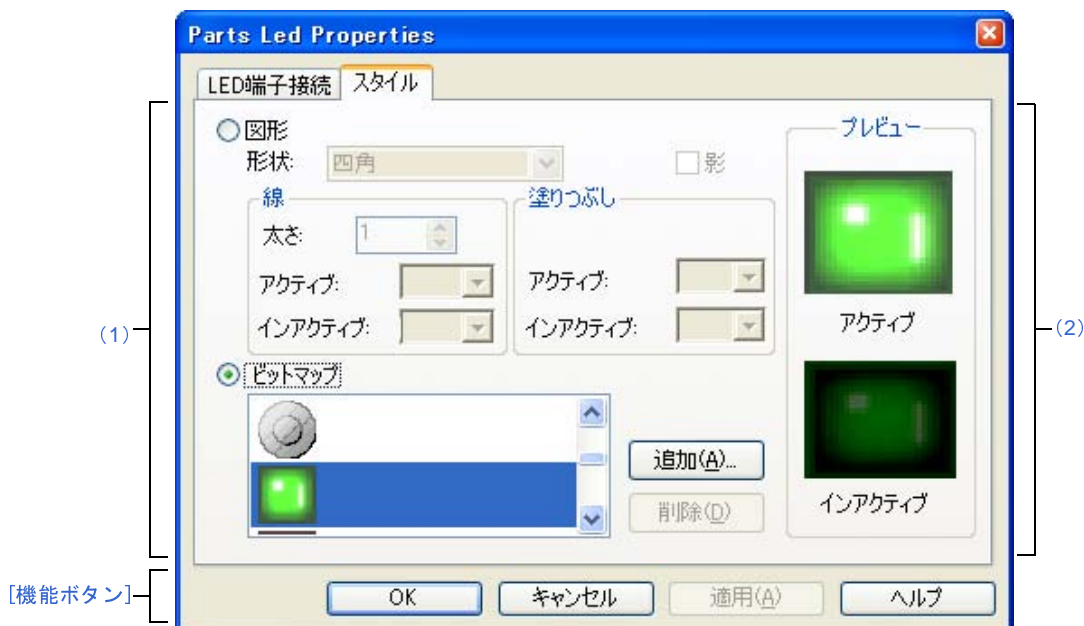 Parts Led Properties
LED端子接続 スタイル
図形
形状: 四角 影
線
太さ: 1
アクティブ:
インアクティブ:
塗りつぶし
アクティブ:
インアクティブ:
ビットマップ
追加(A)...
削除(D)
プレビュー
アクティブ
インアクティブ
(1)
(2)
[機能ボタン]
OK キャンセル 適用(A) ヘルプ